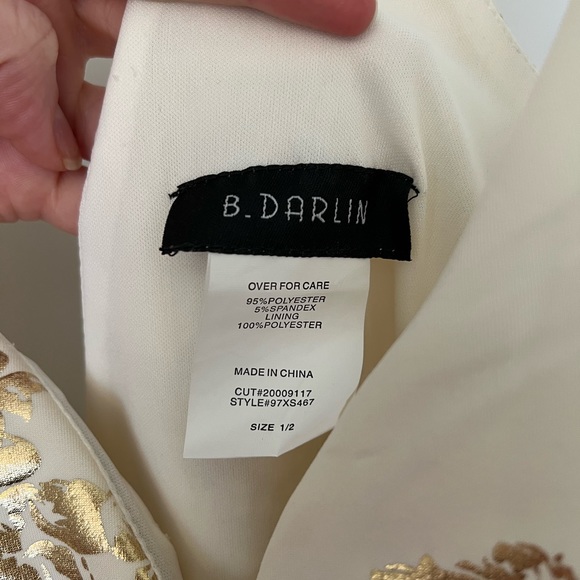 B. DARLIN
OVER FOR CARE
95%POLYESTER
5%SPANDEX
LINING
100%POLYESTER
MADE IN CHINA
CUT#20009117
STYLE#97XS467
SIZE 1/2